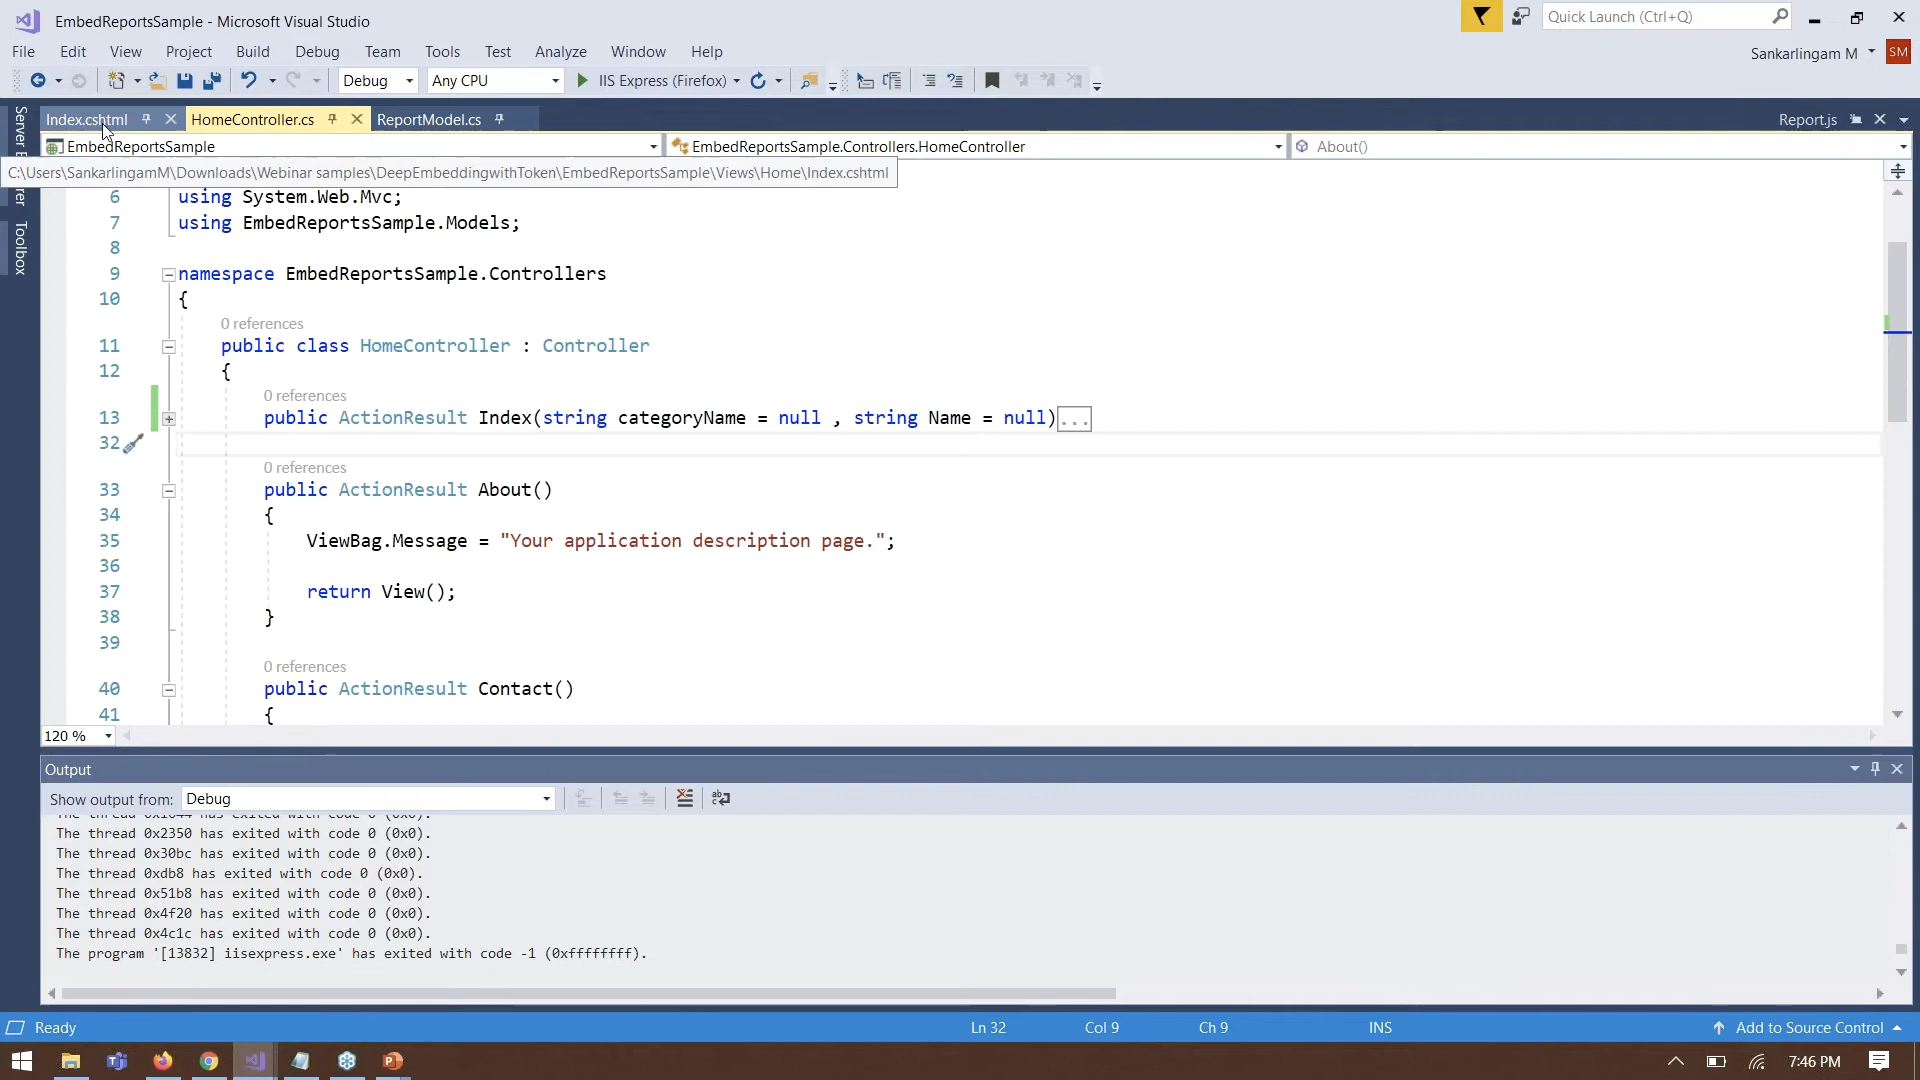 EmbedReportsSample - Microsoft Visual Studio
Quick Launch (Ctrl+Q)
File Edit View Project Build Debug Team Tools Test Analyze Window Help
Sankarlingam M
SM
Debug
Any CPU
IIS Express (Firefox)
Index.cshtml
HomeController.cs
ReportModel.cs
Report.js
EmbedReportsSample
EmbedReportsSample.Controllers.HomeController
About()
C:\Users\SankarlingamM\Downloads\Webinar samples\DeepEmbeddingwithToken\EmbedReportsSample\Views\Home\Index.cshtml
Toolbox
6 using System.Web.Mvc;
7 using EmbedReportsSample.Models;
8
9 namespace EmbedReportsSample.Controllers
10 {
0 references
11 public class HomeController : Controller
12 {
0 references
13 public ActionResult Index(string categoryName = null , string Name = null)...
32
0 references
33 public ActionResult About()
34 {
35 ViewBag.Message = "Your application description page.";
36
37 return View();
38 }
39
0 references
40 public ActionResult Contact()
41 {
120 %
Output
Show output from: Debug
The thread 0x2350 has exited with code 0 (0x0).
The thread 0x30bc has exited with code 0 (0x0).
The thread 0xdb8 has exited with code 0 (0x0).
The thread 0x51b8 has exited with code 0 (0x0).
The thread 0x4f20 has exited with code 0 (0x0).
The thread 0x4c1c has exited with code 0 (0x0).
The program '[13832] iisexpress.exe' has exited with code -1 (0xffffffff).
Ready
Ln 32
Col 9
Ch 9
INS
Add to Source Control
7:46 PM